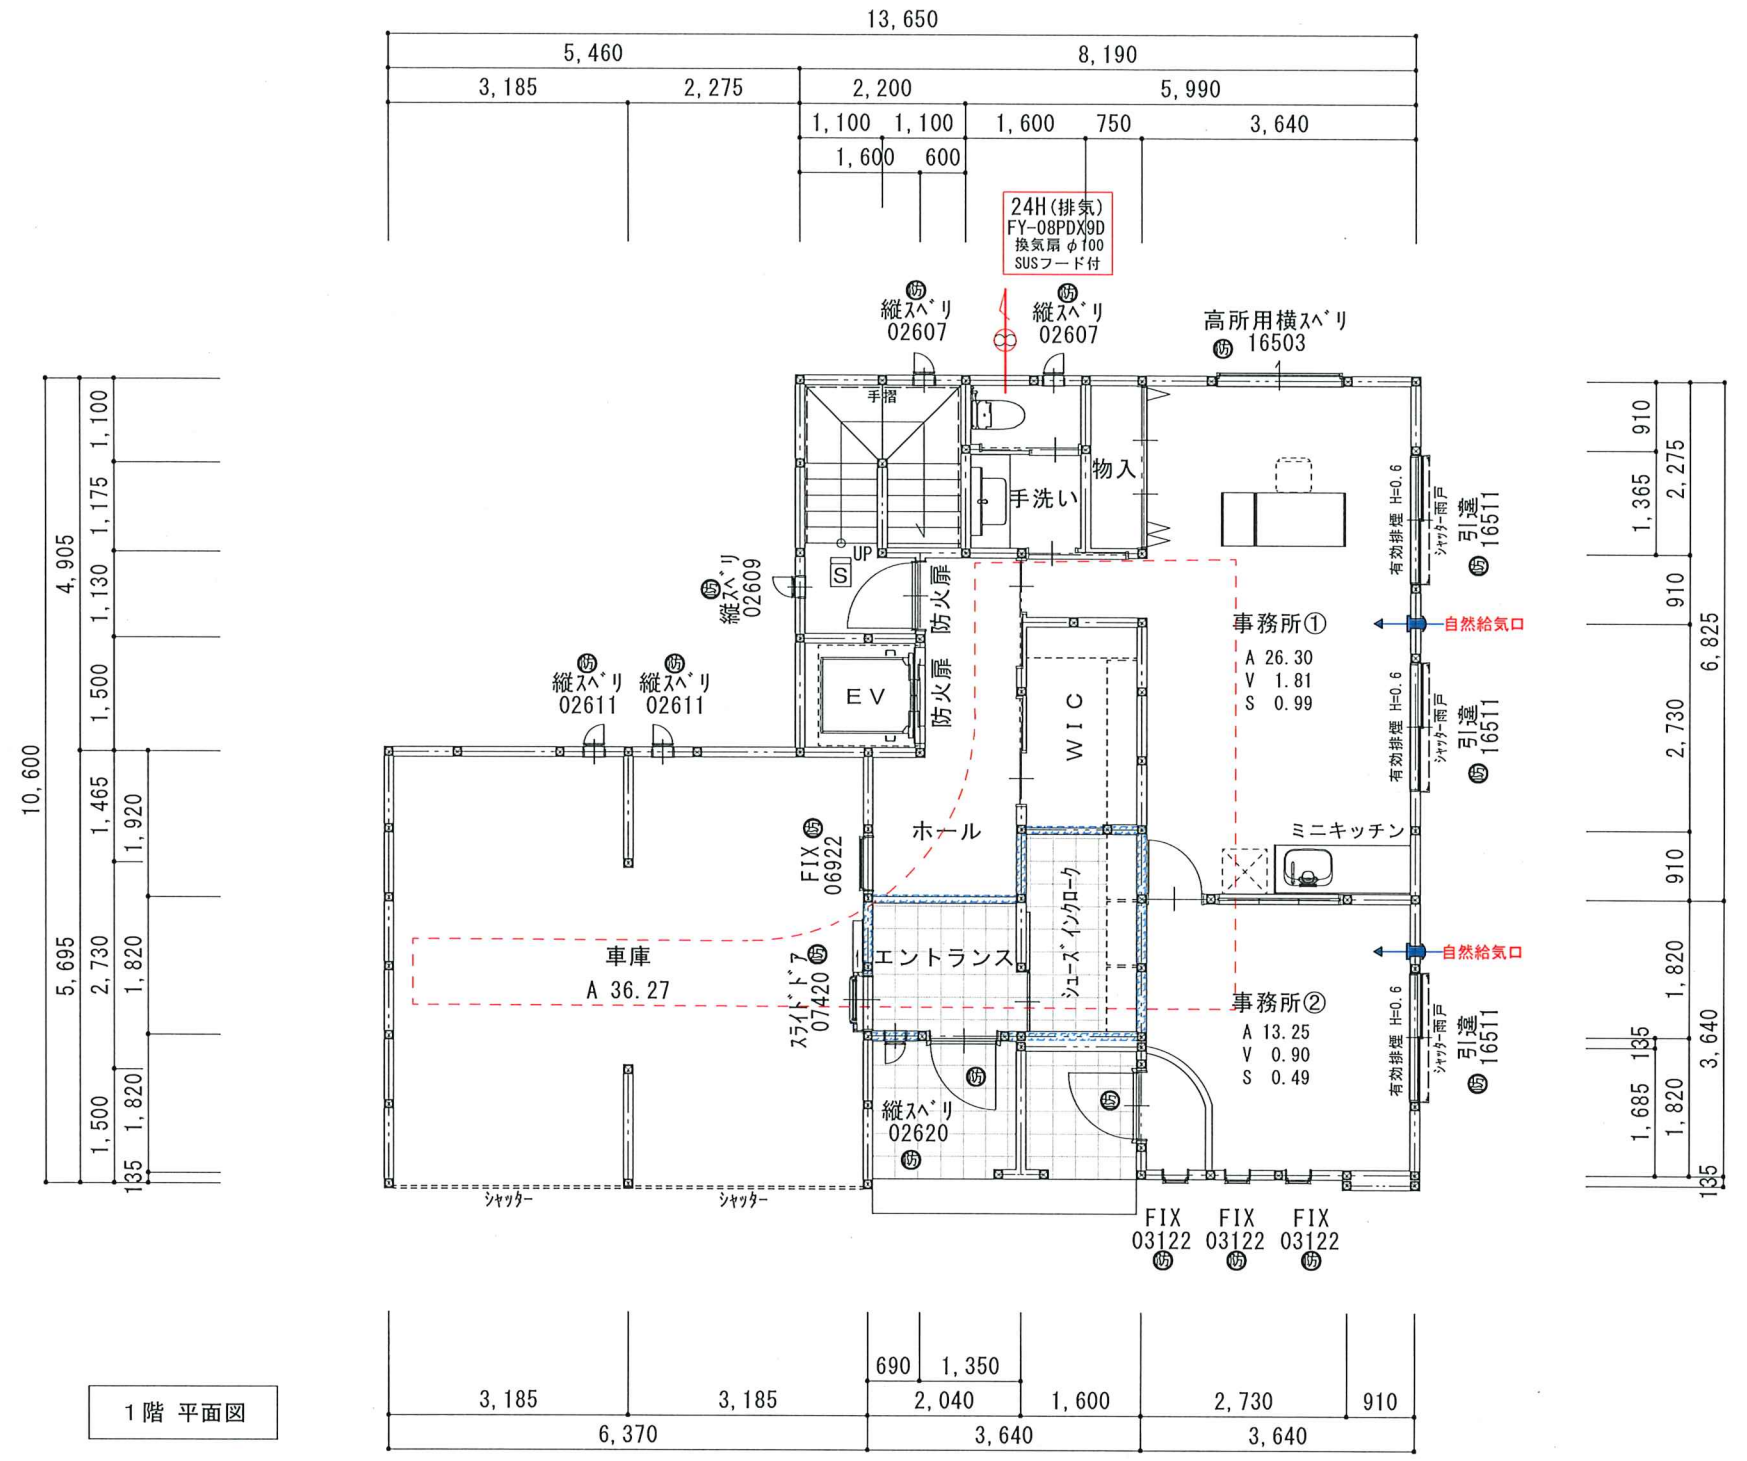 13,650
5,460
8,190
3,185
2,275
2,200
5,990
1,100
1,100
1,600
750
3,640
1,600
600
24H(排気)
FY-08PDX9D
換気扇 φ100
SUSフード付
防
縦スベリ
02607
防
縦スベリ
02607
高所用横スベリ
防 16503
手摺
物入
手洗い
UP
S
防火扉
防火扉
EV
防
縦スベリ
02609
防
縦スベリ
02611
防
縦スベリ
02611
WIC
ホール
FIX 防
06922
エントランス
シューズインクローク
スライドドア 防
07420
車庫
A 36.27
シャッター
シャッター
縦スベリ
02620
防
防
防
事務所①
A 26.30
V 1.81
S 0.99
ミニキッチン
事務所②
A 13.25
V 0.90
S 0.49
自然給気口
自然給気口
有効排煙 H=0.6
シャッター雨戸
引違
防 16511
有効排煙 H=0.6
シャッター雨戸
引違
防 16511
有効排煙 H=0.6
シャッター雨戸
引違
防 16511
FIX
03122
防
FIX
03122
防
FIX
03122
防
10,600
4,905
5,695
1,100
1,175
1,130
1,500
1,465
2,730
1,500
1,920
1,820
1,820
135
910
1,365
2,275
910
2,730
910
6,825
1,820
135
1,685
1,820
3,640
135
690
1,350
3,185
3,185
2,040
1,600
2,730
910
6,370
3,640
3,640
1階 平面図